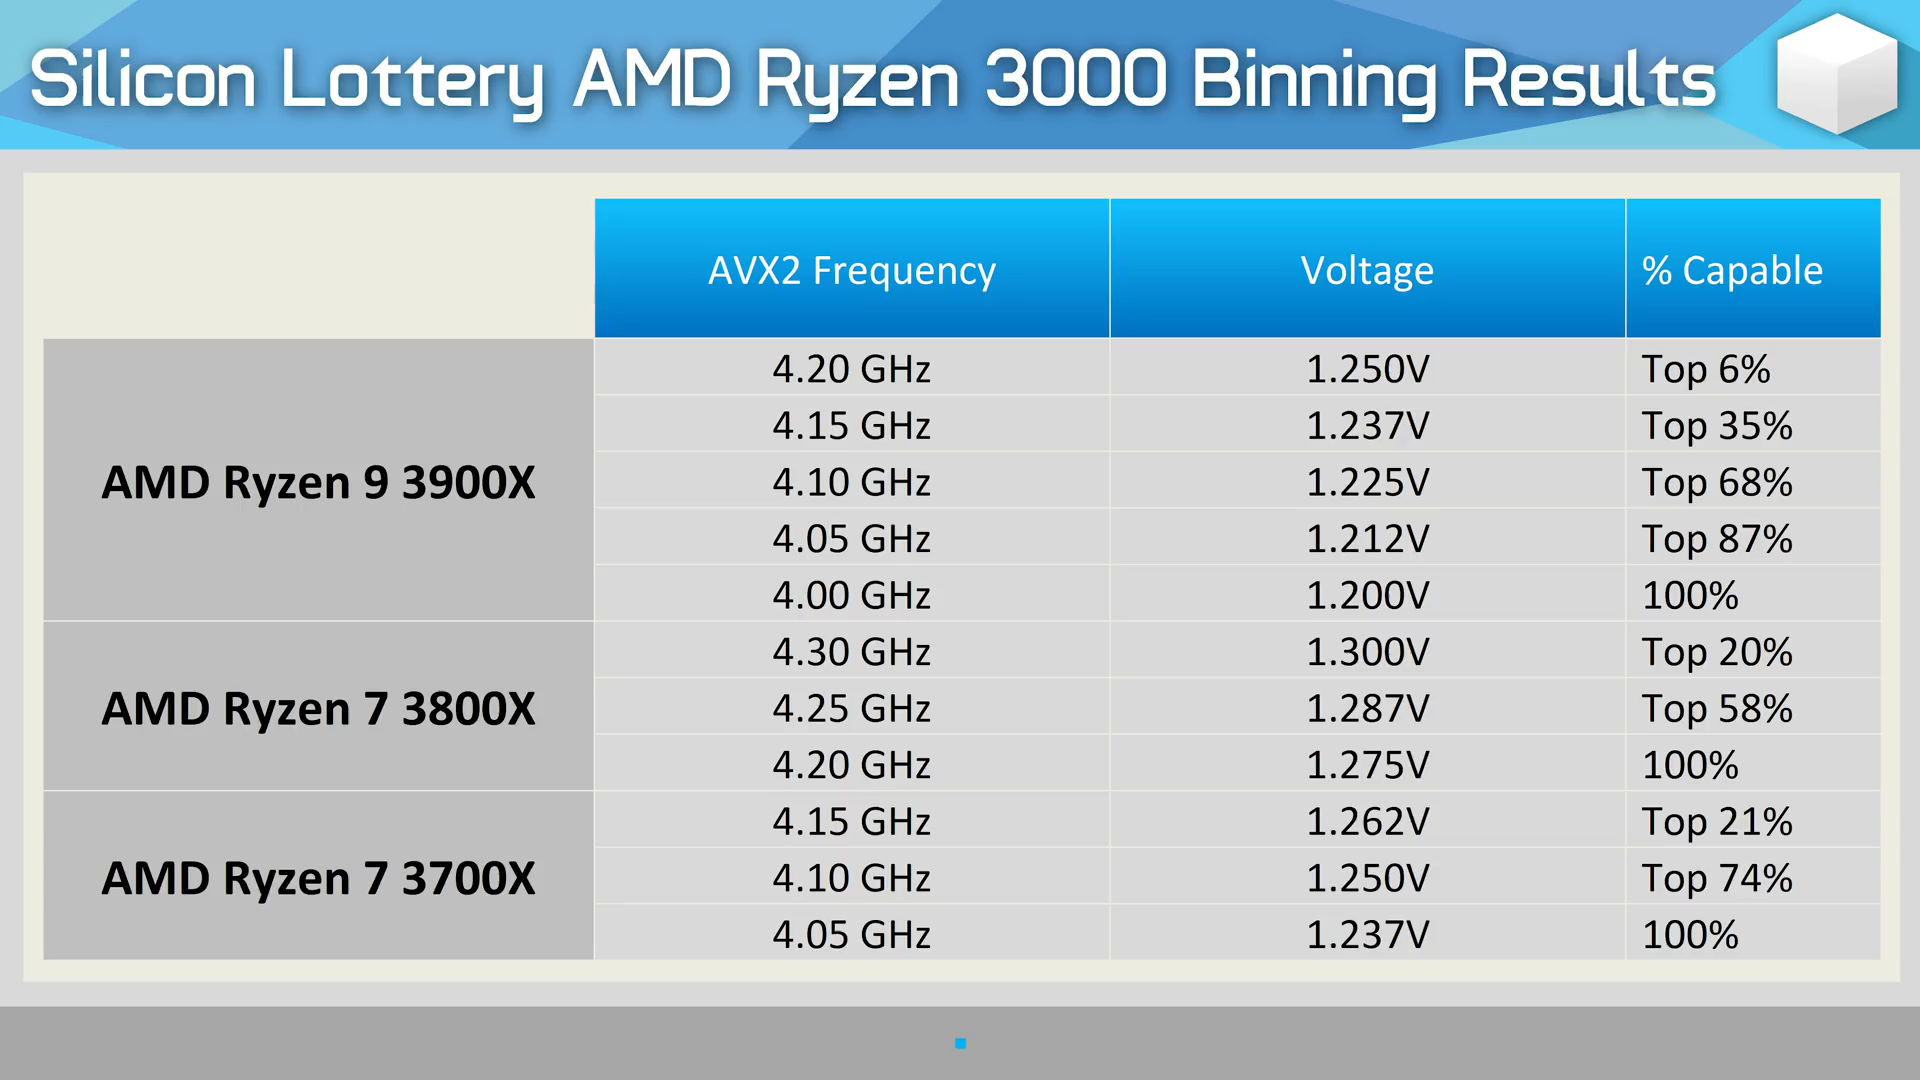 Silicon Lottery AMD Ryzen 3000 Binning Results
AVX2 Frequency Voltage % Capable
AMD Ryzen 9 3900X
4.20 GHz 1.250V Top 6%
4.15 GHz 1.237V Top 35%
4.10 GHz 1.225V Top 68%
4.05 GHz 1.212V Top 87%
4.00 GHz 1.200V 100%
AMD Ryzen 7 3800X
4.30 GHz 1.300V Top 20%
4.25 GHz 1.287V Top 58%
4.20 GHz 1.275V 100%
AMD Ryzen 7 3700X
4.15 GHz 1.262V Top 21%
4.10 GHz 1.250V Top 74%
4.05 GHz 1.237V 100%